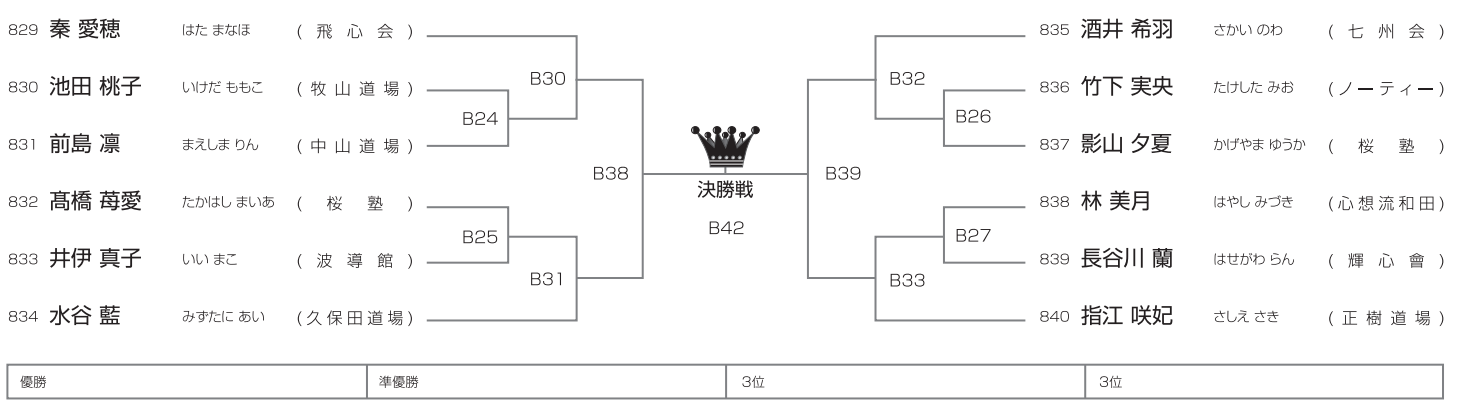 829 秦 愛穂 はた まなほ ( 飛 心 会 )
830 池田 桃子 いけだ ももこ ( 牧 山 道 場 )
831 前島 凛 まえしま りん ( 中 山 道 場 )
832 髙橋 苺愛 たかはし まいあ ( 桜 塾 )
833 井伊 真子 いい まこ ( 波 導 館 )
834 水谷 藍 みずたに あい ( 久 保 田 道 場 )
B30
B24
B38
B25
B31
決勝戦
B42
B32
B26
B39
B27
B33
835 酒井 希羽 さかい のわ ( 七 州 会 )
836 竹下 実央 たけした みお ( ノ ー テ ィ ー )
837 影山 夕夏 かげやま ゆうか ( 桜 塾 )
838 林 美月 はやし みづき ( 心 想 流 和 田 )
839 長谷川 蘭 はせがわ らん ( 輝 心 會 )
840 指江 咲妃 さしえ さき ( 正 樹 道 場 )
優勝 準優勝 3位 3位